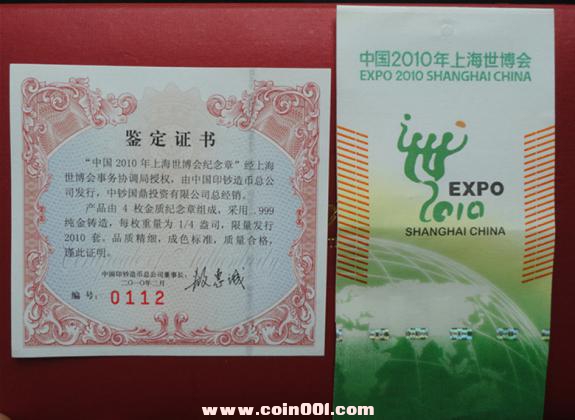 鉴定证书
“中国2010年上海世博会纪念章”经上
海世博会事务协调局授权，由中国印钞造币总公
司发行，中钞国鼎投资有限公司总经销。
产品由 4 枚金质纪念章组成，采用 .999
纯金铸造，每枚重量为 1/4 盎司，限量发行
2010 套。品质精细，成色标准，质量合格，
谨此证明。
中国印钞造币总公司董事长：
二〇一〇年二月
编 号：0112
中国2010年上海世博会
EXPO 2010 SHANGHAI CHINA
EXPO
2010
SHANGHAI CHINA
www.coin001.com